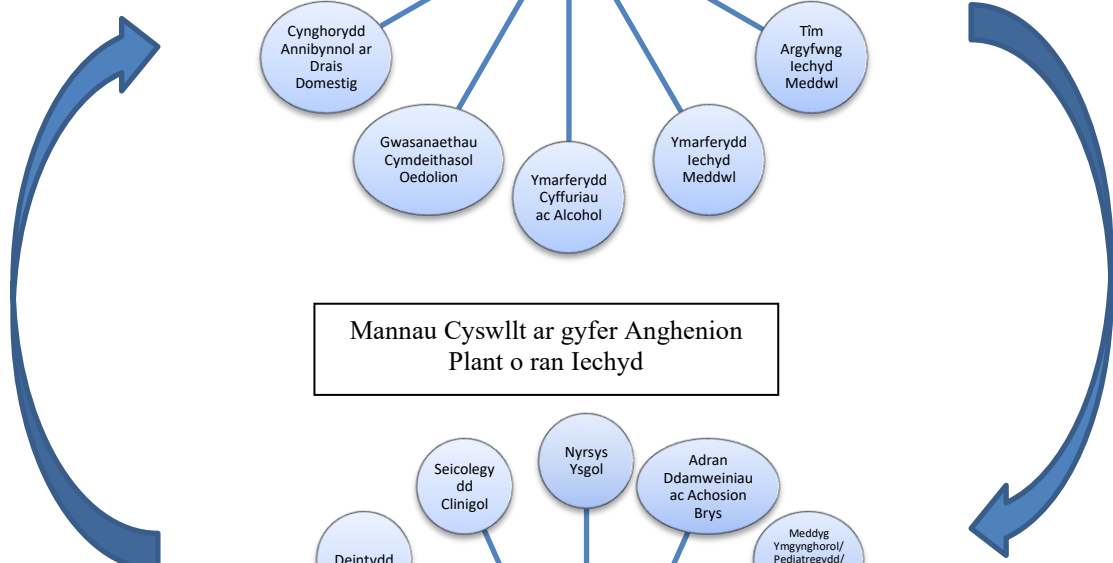 Cynghorydd
Annibynnol ar
Drais
Domestig
Tîm
Argyfwng
Iechyd
Meddwl
Gwasanaethau
Cymdeithasol
Oedolion
Ymarferydd
Cyffuriau
ac Alcohol
Ymarferydd
Iechyd
Meddwl
Mannau Cyswllt ar gyfer Anghenion
Plant o ran Iechyd
Seicolegy
dd
Clinigol
Nyrsys
Ysgol
Adran
Ddamweiniau
ac Achosion
Brys
Deintydd
Meddyg
Ymgynghorol/
Pediatregydd/